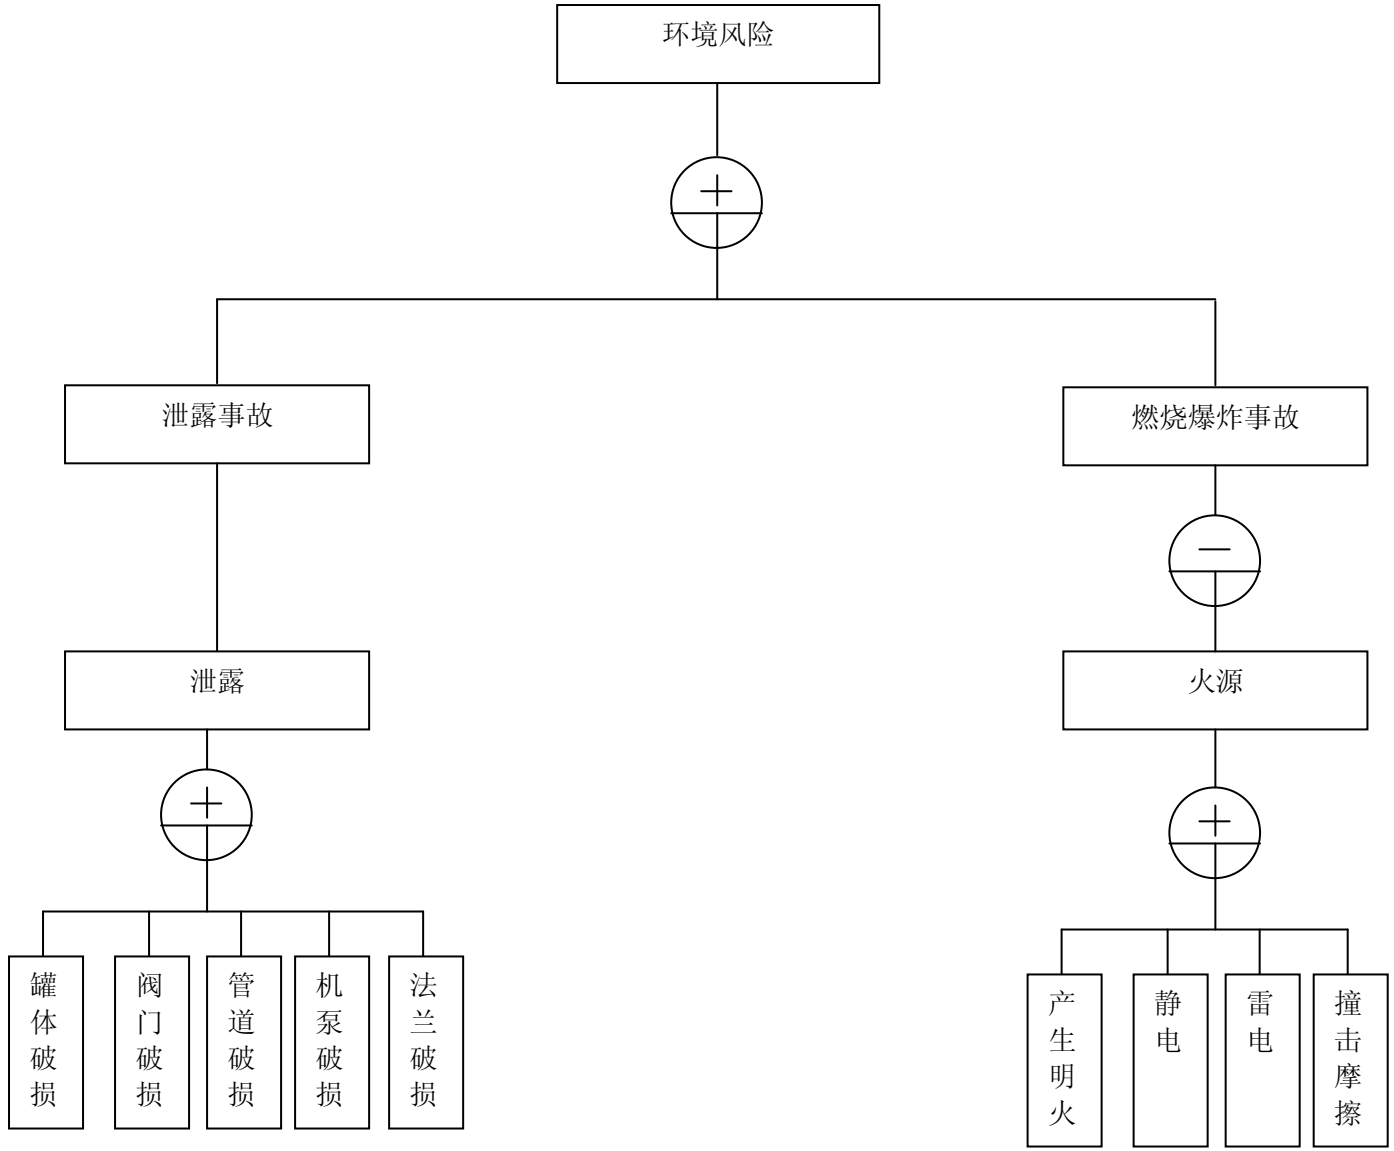 环境风险
+
泄露事故
燃烧爆炸事故
—
泄露
火源
+
+
罐体破损
阀门破损
管道破损
机泵破损
法兰破损
产生明火
静电
雷电
撞击摩擦